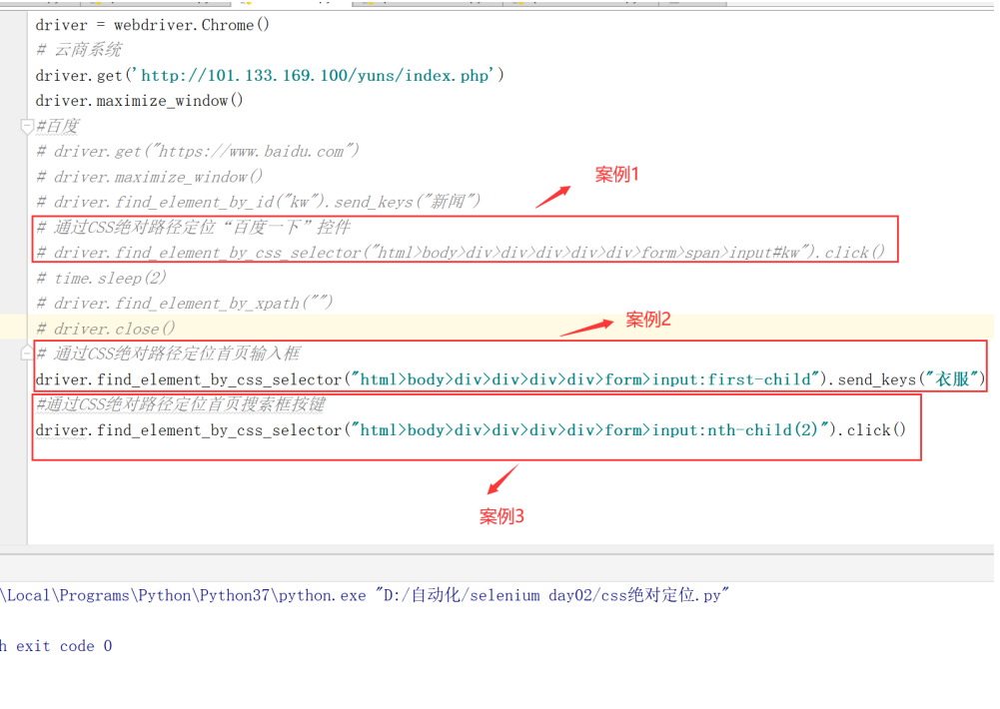 driver = webdriver.Chrome()
# 云商系统
driver.get('http://101.133.169.100/yuns/index.php')
driver.maximize_window()
#百度
# driver.get("https://www.baidu.com")
# driver.maximize_window()
案例1
# driver.find_element_by_id("kw").send_keys("新闻")
# 通过CSS绝对路径定位“百度一下”控件
# driver.find_element_by_css_selector("html>body>div>div>div>div>div>form>span>input#kw").click()
# time.sleep(2)
# driver.find_element_by_xpath("")
案例2
# driver.close()
# 通过CSS绝对路径定位首页输入框
driver.find_element_by_css_selector("html>body>div>div>div>div>form>input:first-child").send_keys("衣服")
#通过CSS绝对路径定位首页搜索框按键
driver.find_element_by_css_selector("html>body>div>div>div>div>form>input:nth-child(2)").click()
案例3
\Local\Programs\Python\Python37\python.exe "D:/自动化/selenium day02/css绝对定位.py"
h exit code 0